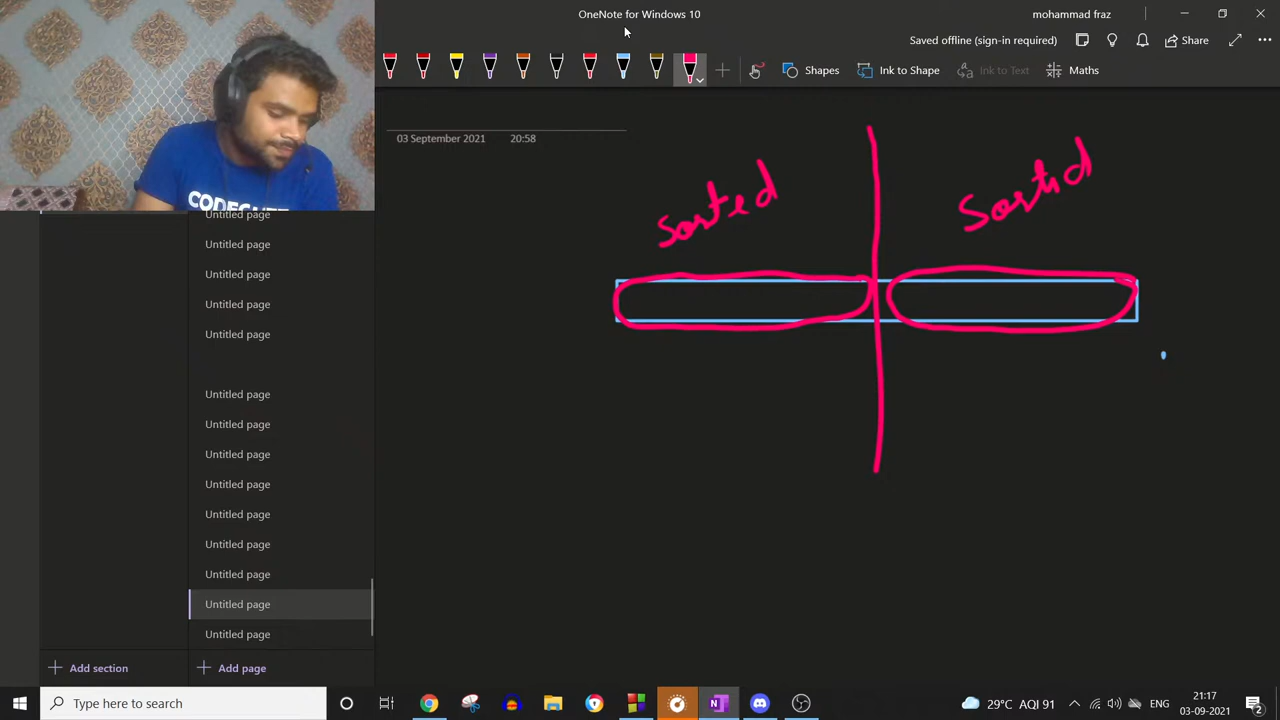 OneNote for Windows 10
mohammad fraz
Saved offline (sign-in required)
Share
Shapes
Ink to Shape
Ink to Text
Maths
03 September 2021 20:58
sorted
Sorted
Untitled page
Untitled page
Untitled page
Untitled page
Untitled page
Untitled page
Untitled page
Untitled page
Untitled page
Untitled page
Untitled page
Untitled page
Untitled page
Untitled page
Add section
Add page
Type here to search
29°C AQI 91
ENG
21:17
03-09-2021
2